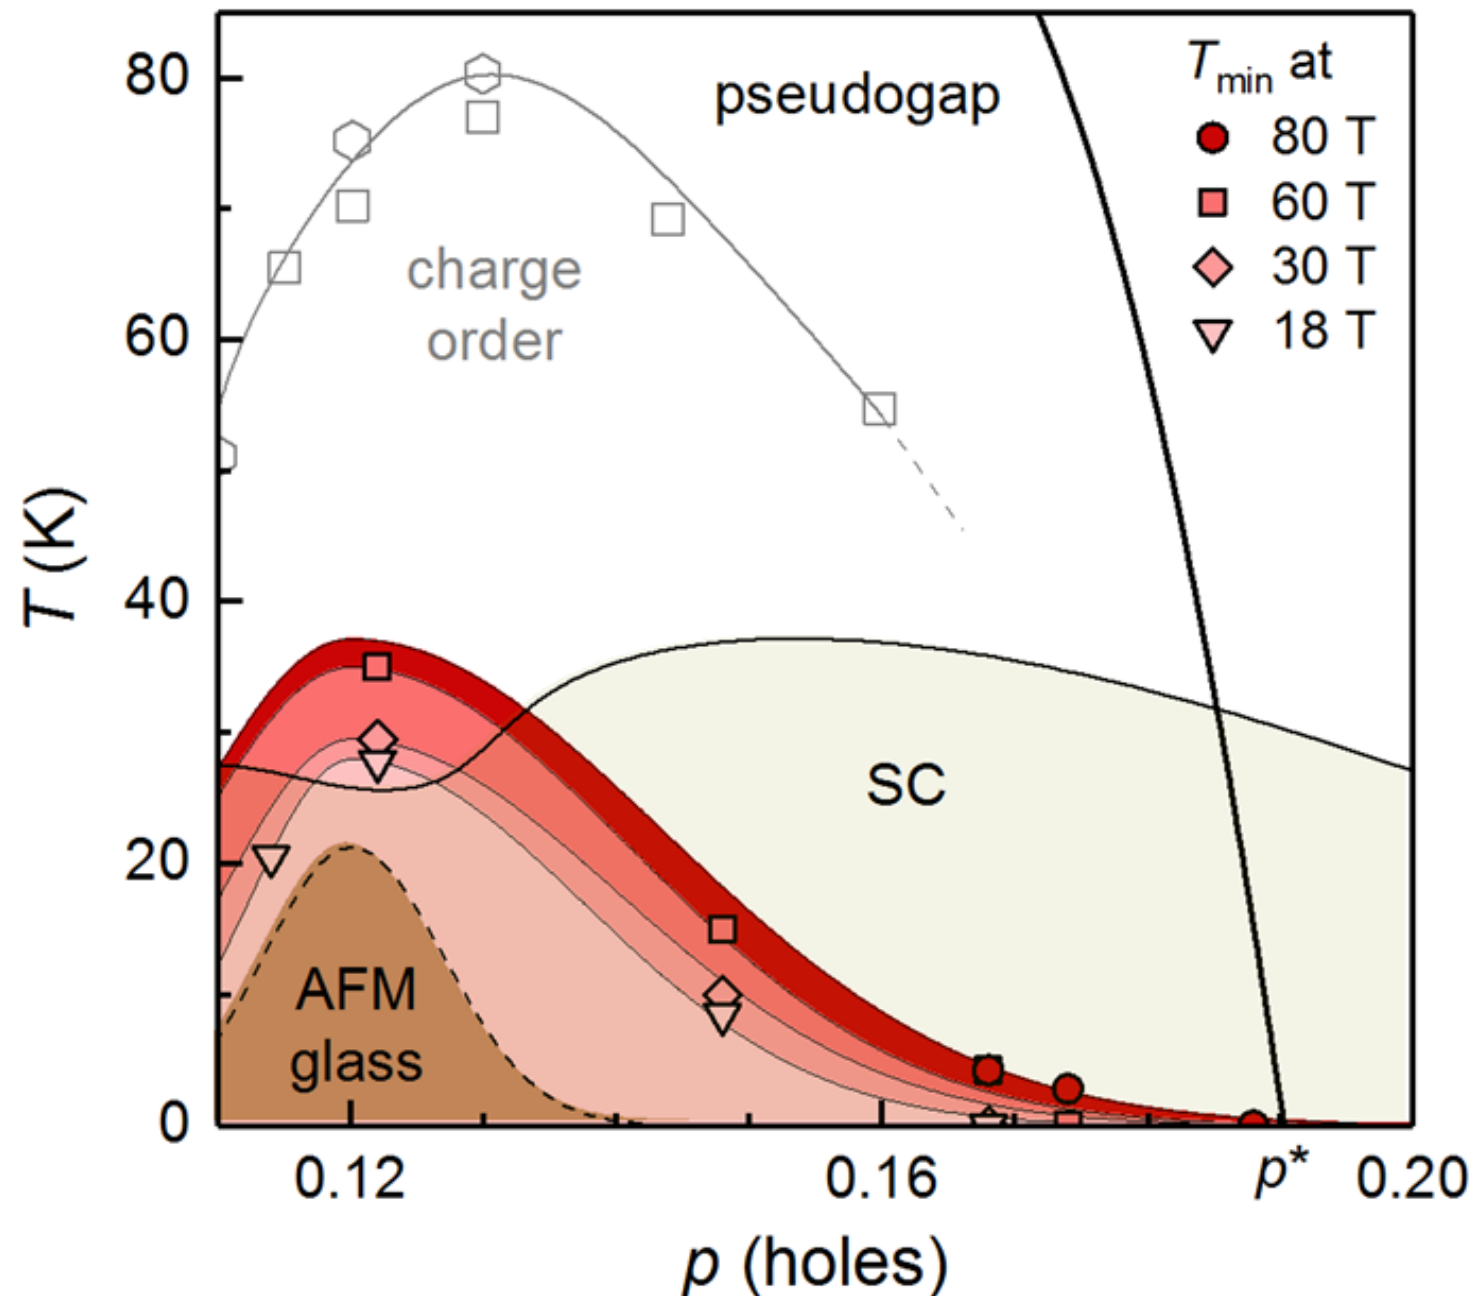 80
60
40
20
0
T (K)
pseudogap
charge
order
SC
AFM
glass
Tmin at
80 T
60 T
30 T
18 T
0.12
0.16
p*
0.20
p (holes)